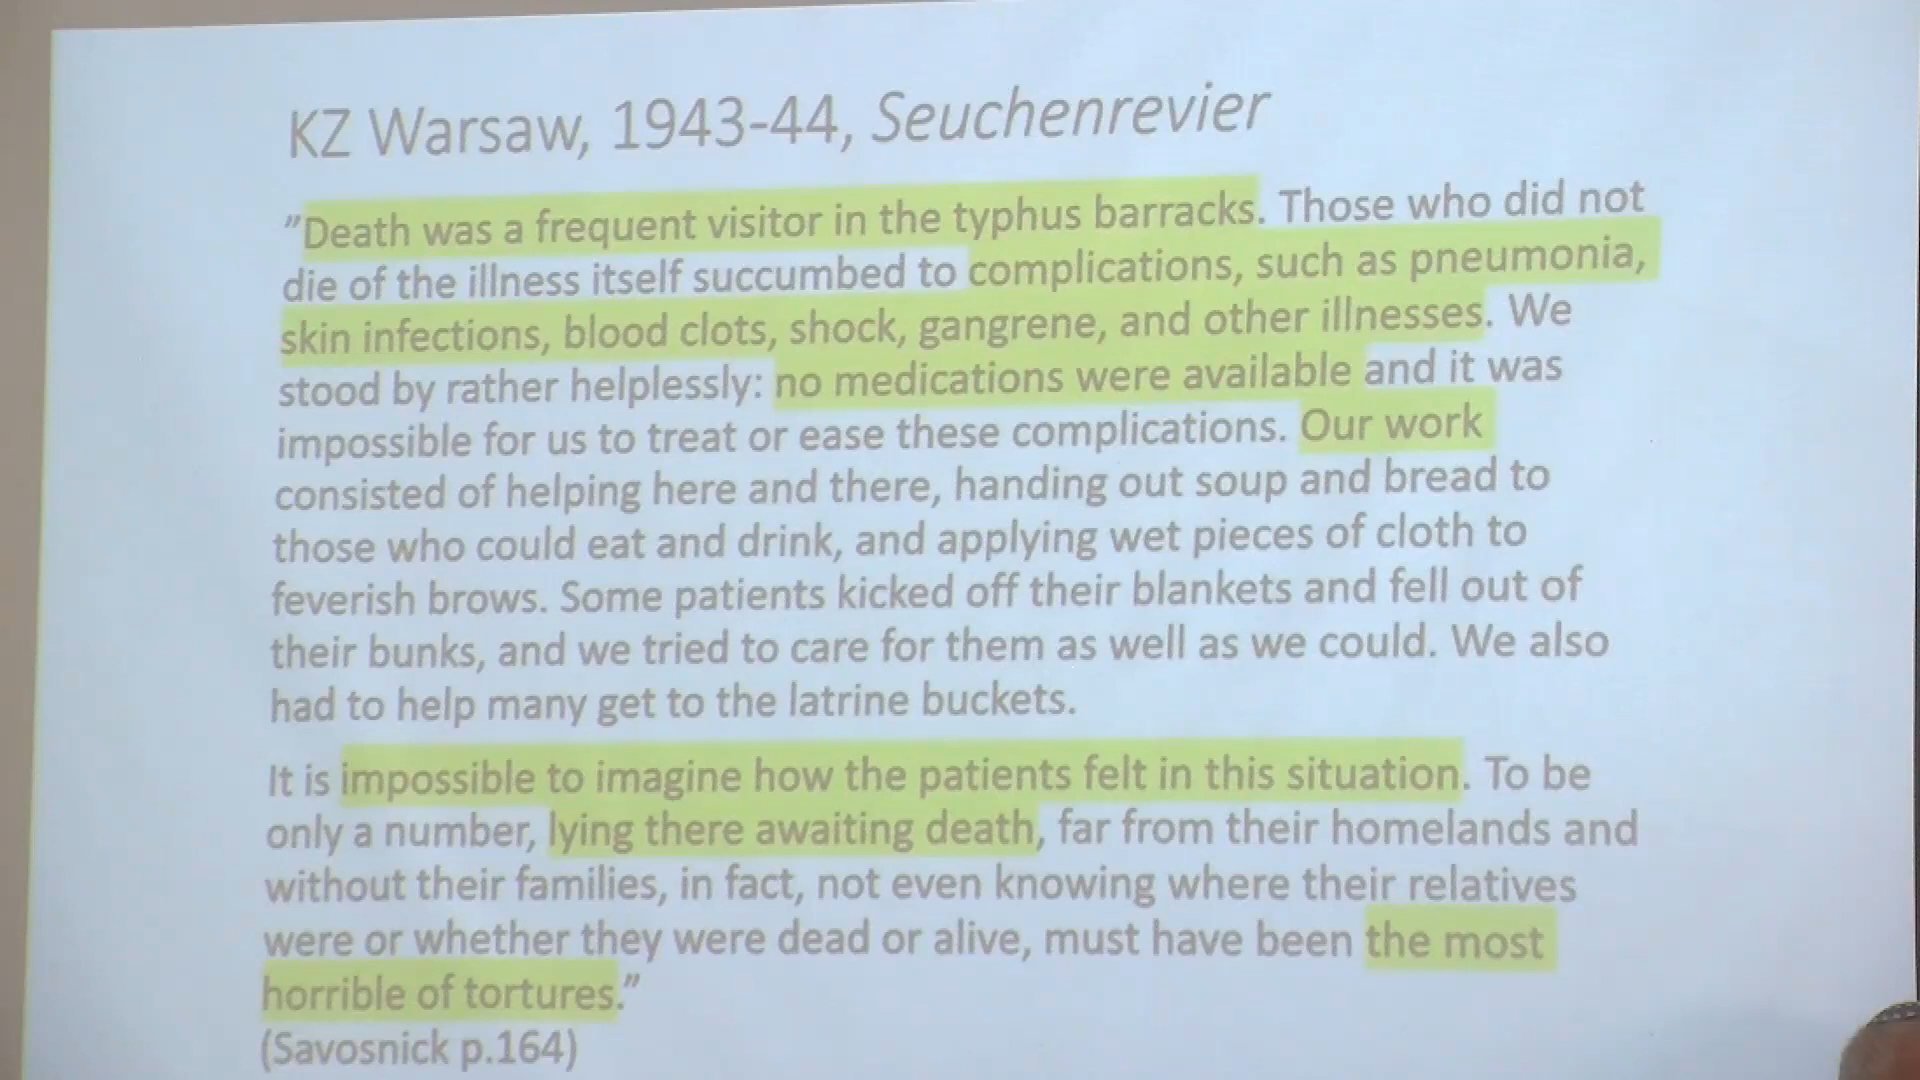 KZ Warsaw, 1943-44, Seuchenrevier
"Death was a frequent visitor in the typhus barracks. Those who did not
die of the illness itself succumbed to complications, such as pneumonia,
skin infections, blood clots, shock, gangrene, and other illnesses. We
stood by rather helplessly: no medications were available and it was
impossible for us to treat or ease these complications. Our work
consisted of helping here and there, handing out soup and bread to
those who could eat and drink, and applying wet pieces of cloth to
feverish brows. Some patients kicked off their blankets and fell out of
their bunks, and we tried to care for them as well as we could. We also
had to help many get to the latrine buckets.
It is impossible to imagine how the patients felt in this situation. To be
only a number, lying there awaiting death, far from their homelands and
without their families, in fact, not even knowing where their relatives
were or whether they were dead or alive, must have been the most
horrible of tortures."
(Savosnick p.164)